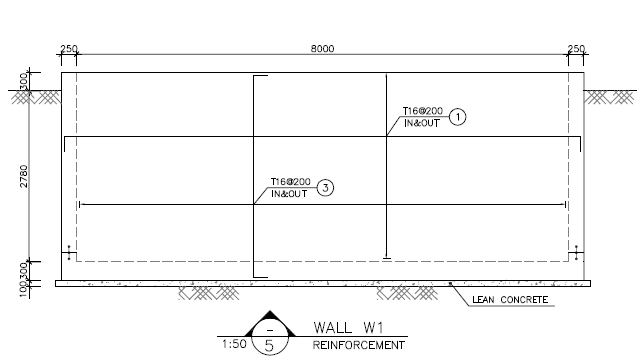 250 8000 250
300
T16@200
IN&OUT 1
2780
T16@200
IN&OUT 3
300
100
LEAN CONCRETE
-
5
1:50
WALL W1
REINFORCEMENT